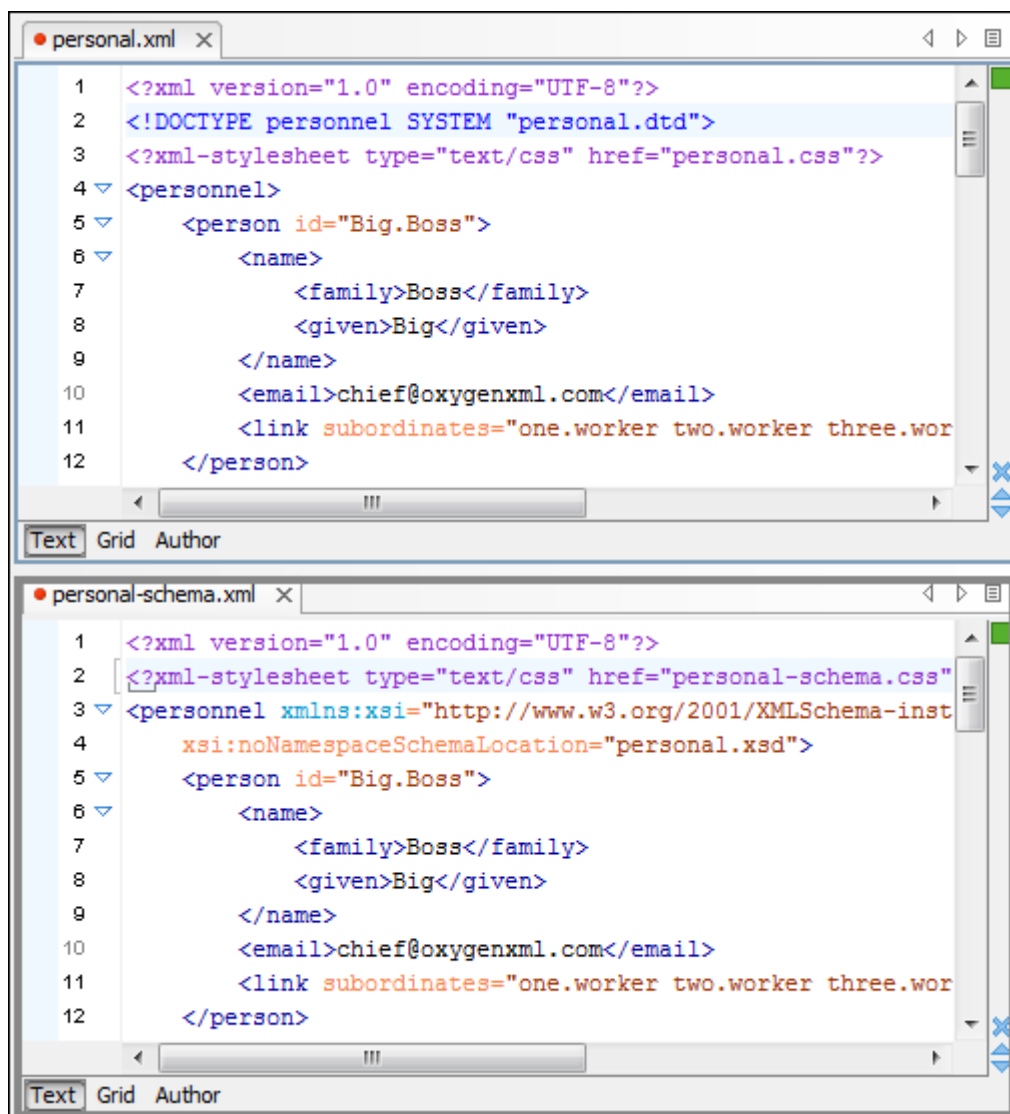 personal.xml
1 <?xml version="1.0" encoding="UTF-8"?>
2 <!DOCTYPE personnel SYSTEM "personal.dtd">
3 <?xml-stylesheet type="text/css" href="personal.css"?>
4 <personnel>
5 <person id="Big.Boss">
6 <name>
7 <family>Boss</family>
8 <given>Big</given>
9 </name>
10 <email>chief@oxygenxml.com</email>
11 <link subordinates="one.worker two.worker three.wor
12 </person>
Text Grid Author
personal-schema.xml
1 <?xml version="1.0" encoding="UTF-8"?>
2 <?xml-stylesheet type="text/css" href="personal-schema.css"
3 <personnel xmlns:xsi="http://www.w3.org/2001/XMLSchema-inst
4 xsi:noNamespaceSchemaLocation="personal.xsd">
5 <person id="Big.Boss">
6 <name>
7 <family>Boss</family>
8 <given>Big</given>
9 </name>
10 <email>chief@oxygenxml.com</email>
11 <link subordinates="one.worker two.worker three.wor
12 </person>
Text Grid Author